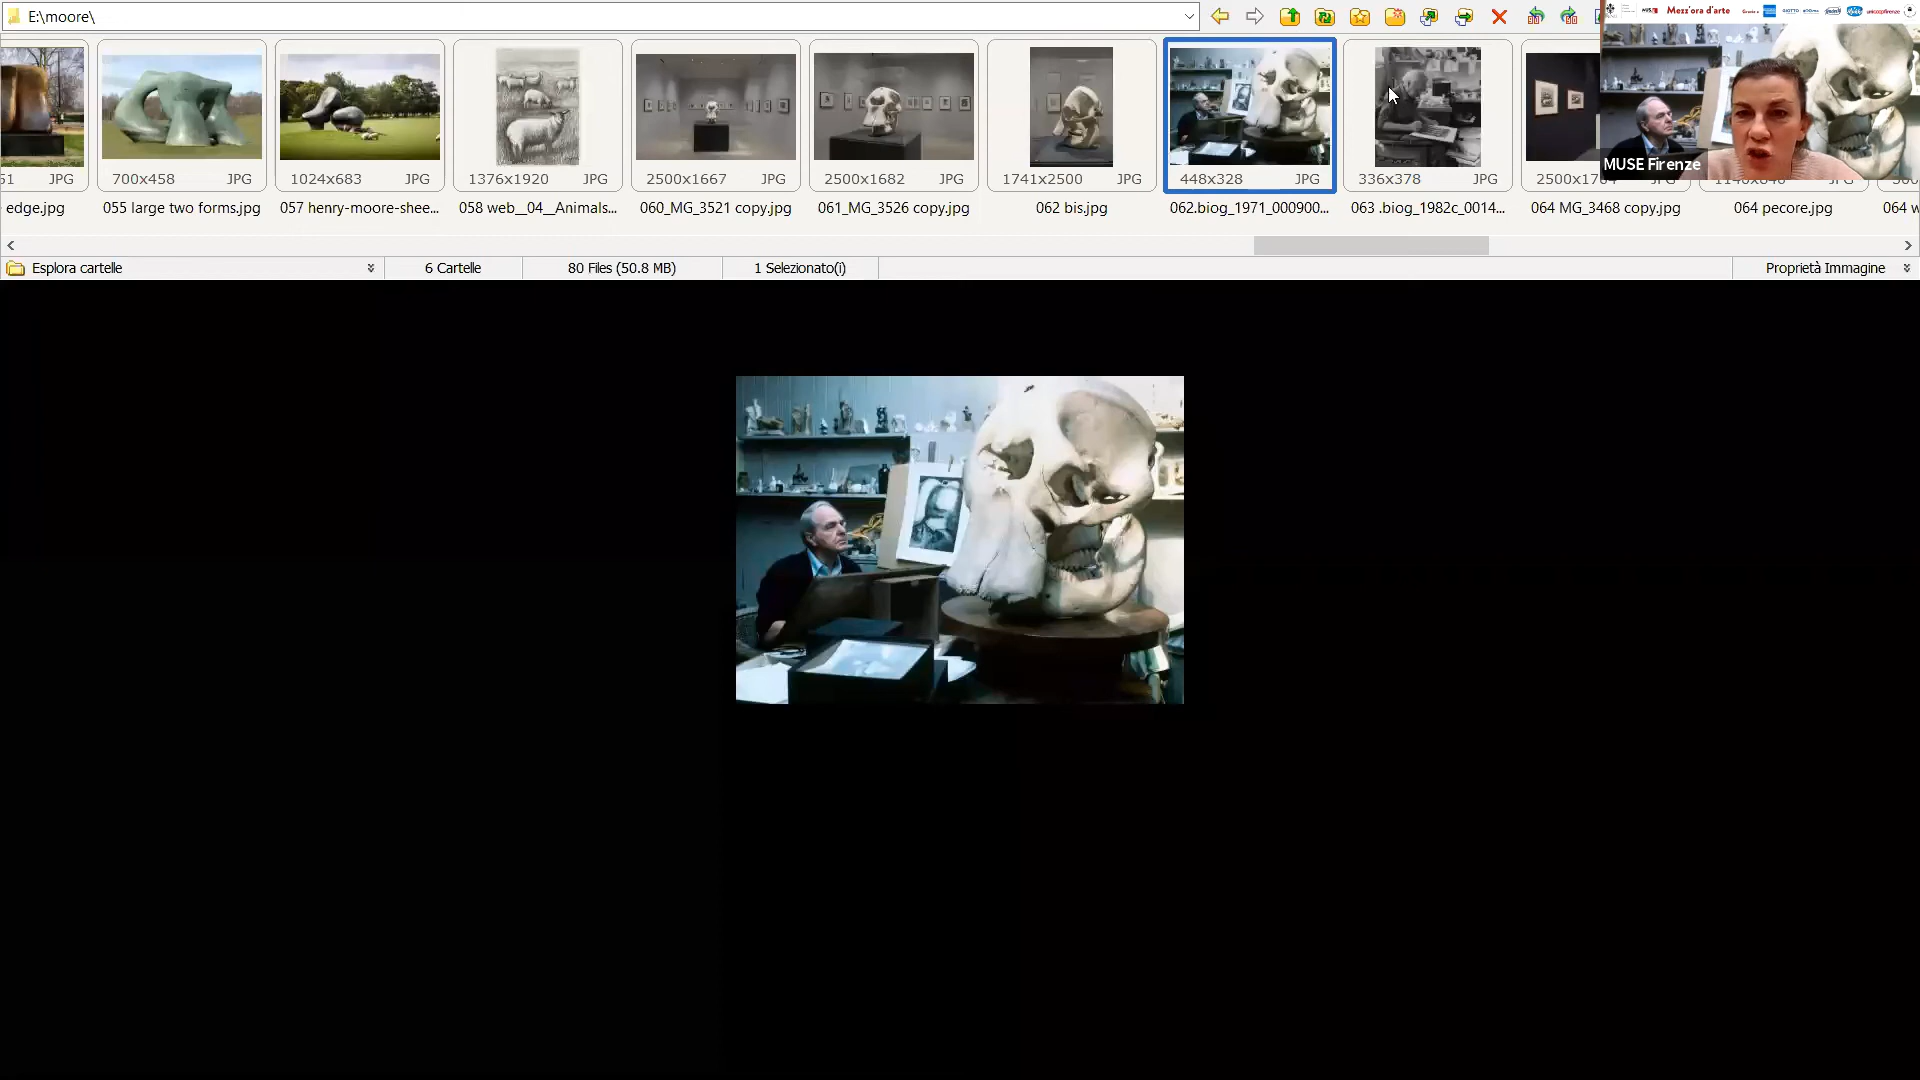 E:\moore\
Mezz'ora d'arte
MUSE Firenze
JPG
700x458 JPG
1024x683 JPG
1376x1920 JPG
2500x1667 JPG
2500x1682 JPG
1741x2500 JPG
448x328 JPG
336x378 JPG
edge.jpg
055 large two forms.jpg
057 henry-moore-shee...
058 web__04__Animals...
060_MG_3521 copy.jpg
061_MG_3526 copy.jpg
062 bis.jpg
062.biog_1971_000900...
063 .biog_1982c_0014...
064 MG_3468 copy.jpg
064 pecore.jpg
064 w
Esplora cartelle
6 Cartelle
80 Files (50.8 MB)
1 Selezionato(i)
Proprietà Immagine